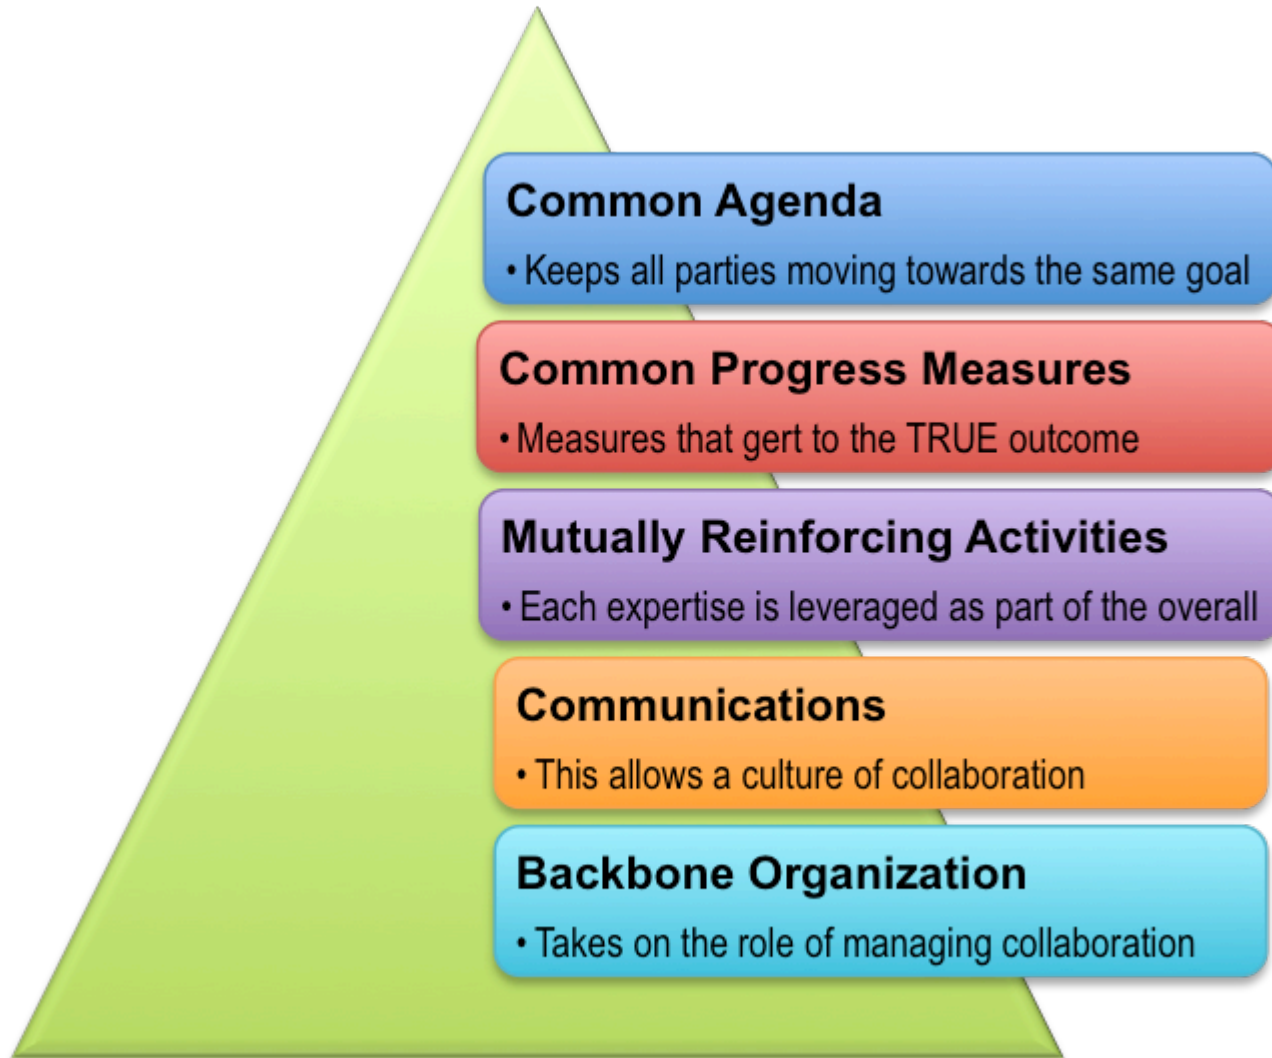 Common Agenda
• Keeps all parties moving towards the same goal
Common Progress Measures
• Measures that gert to the TRUE outcome
Mutually Reinforcing Activities
• Each expertise is leveraged as part of the overall
Communications
• This allows a culture of collaboration
Backbone Organization
• Takes on the role of managing collaboration